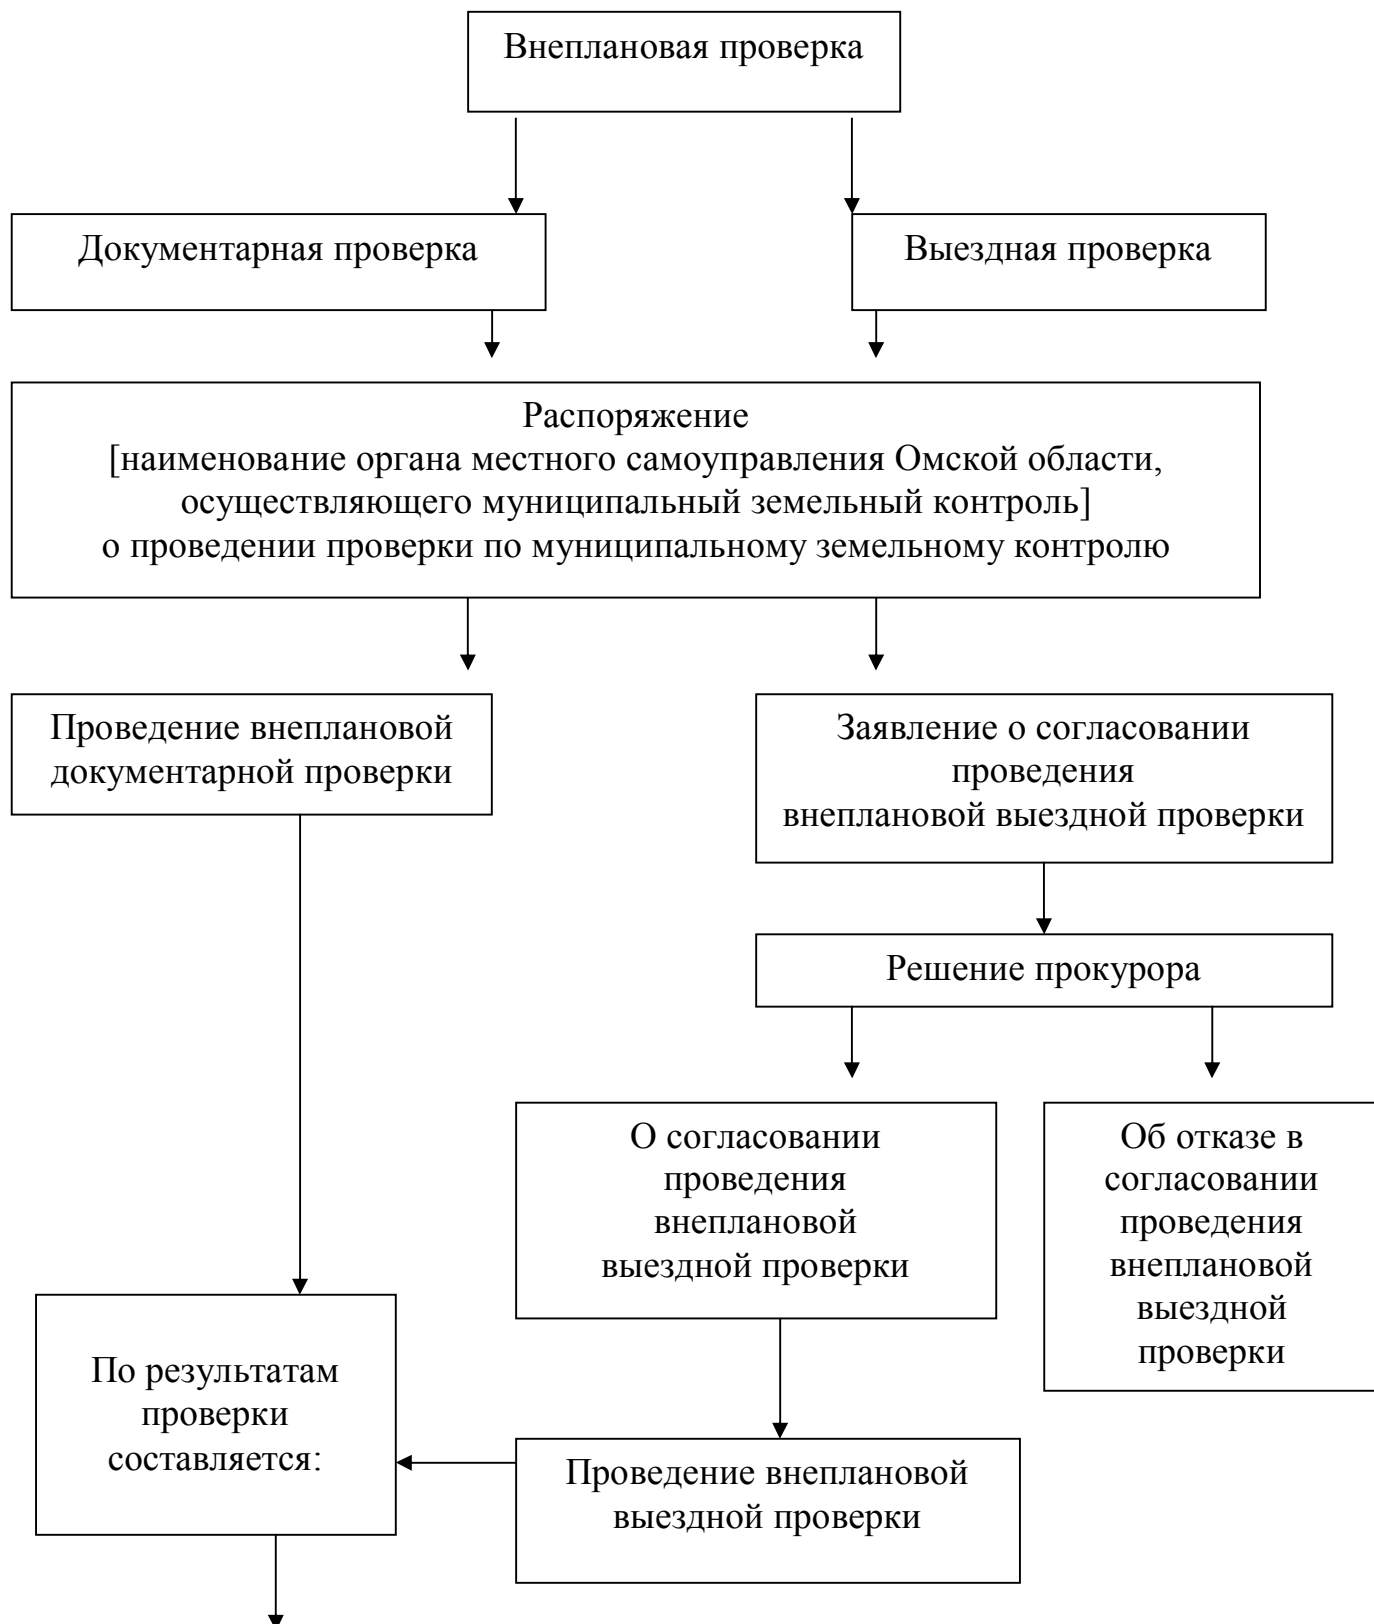 Внеплановая проверка
Документарная проверка
Выездная проверка
Распоряжение
[наименование органа местного самоуправления Омской области,
осуществляющего муниципальный земельный контроль]
о проведении проверки по муниципальному земельному контролю
Проведение внеплановой
документарной проверки
Заявление о согласовании
проведения
внеплановой выездной проверки
Решение прокурора
О согласовании
проведения
внеплановой
выездной проверки
Об отказе в
согласовании
проведения
внеплановой
выездной
проверки
По результатам
проверки
составляется:
Проведение внеплановой
выездной проверки